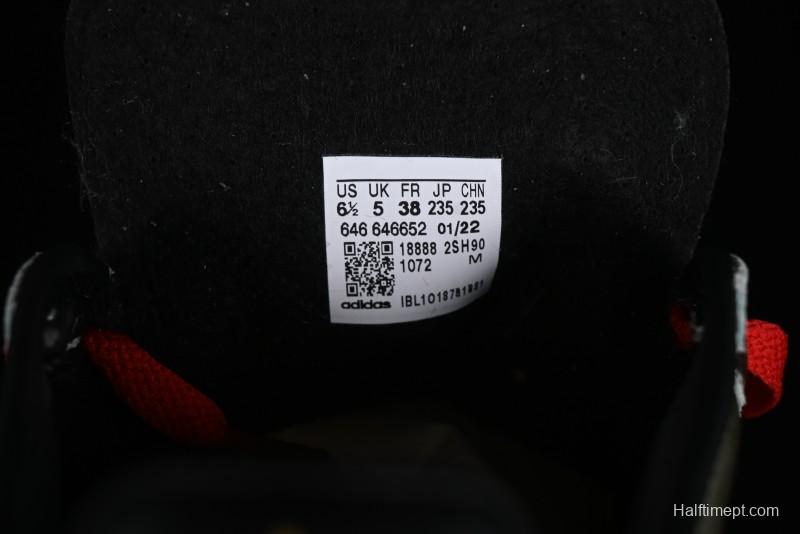 US UK FR JP CHN
6½ 5 38 235 235
646 646652 01/22
18888 2SH90
1072 M
adidas
Halftimept.com